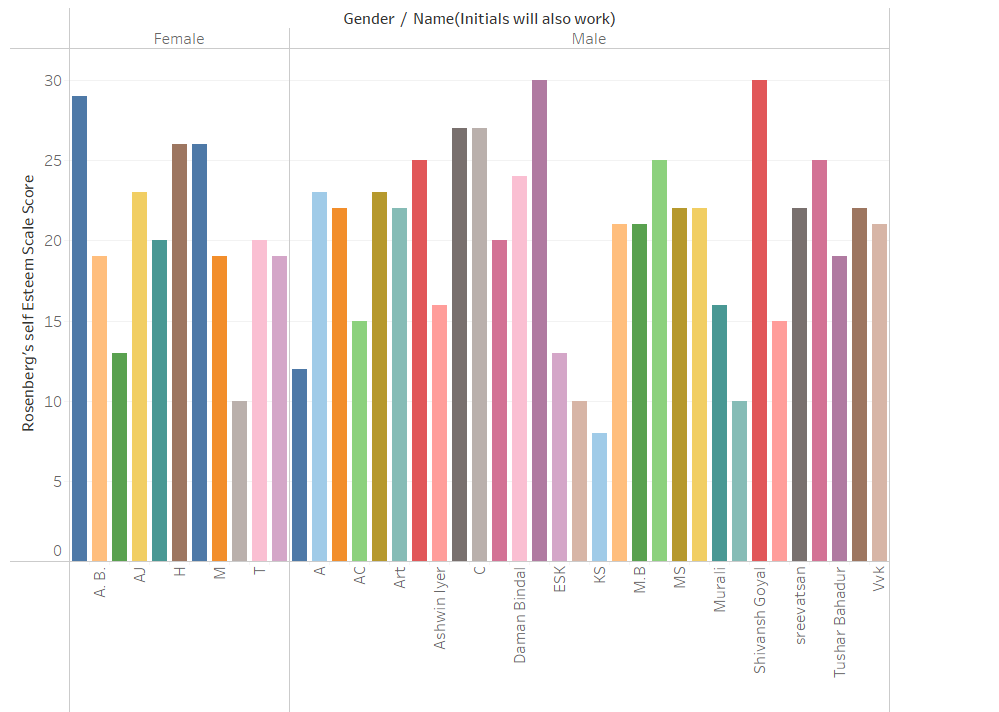 Gender / Name(Initials will also work)
Female
Male
Rosenberg's self Esteem Scale Score
30
25
20
15
10
5
0
A. B.
AJ
H
M
T
A
AC
Art
Ashwin Iyer
C
Daman Bindal
ESK
KS
M.B
MS
Murali
Shivansh Goyal
sreevatsan
Tushar Bahadur
Vvk